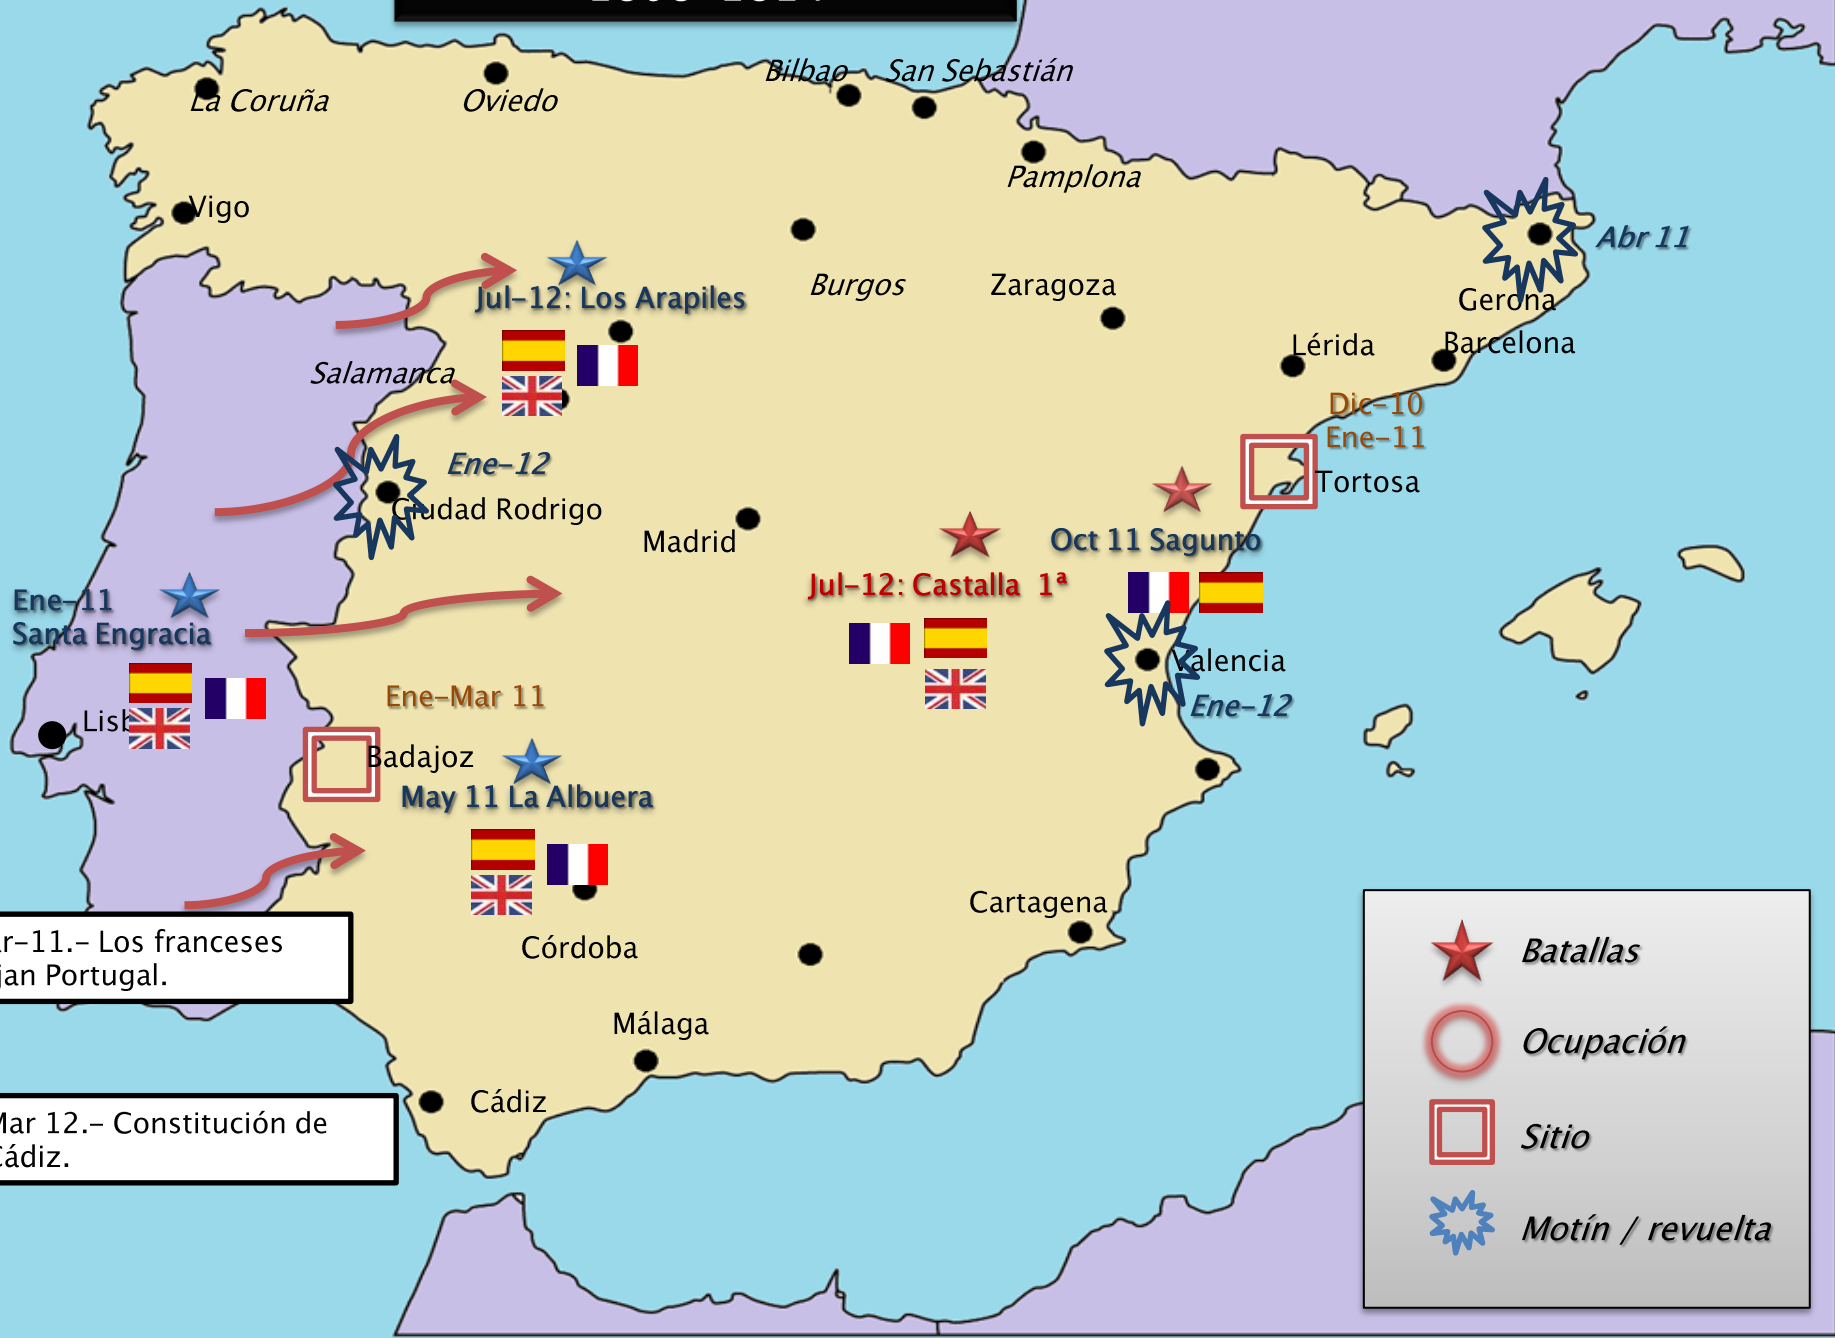 Bilbao
San Sebastián
La Coruña
Oviedo
Pamplona
Vigo
Abr 11
Burgos
Zaragoza
Jul-12: Los Arapiles
Gerona
Lérida
Barcelona
Salamanca
Dic-10
Ene-11
Ene-12
Tortosa
Ciudad Rodrigo
Madrid
Oct 11 Sagunto
Jul-12: Castalla 1ª
Ene-11
Santa Engracia
Valencia
Ene-12
Ene-Mar 11
Badajoz
May 11 La Albuera
Cartagena
Córdoba
-11.- Los franceses
Portugal.
Málaga
Cádiz
Mar 12.- Constitución de
Cádiz.
Batallas
Ocupación
Sitio
Motín / revuelta